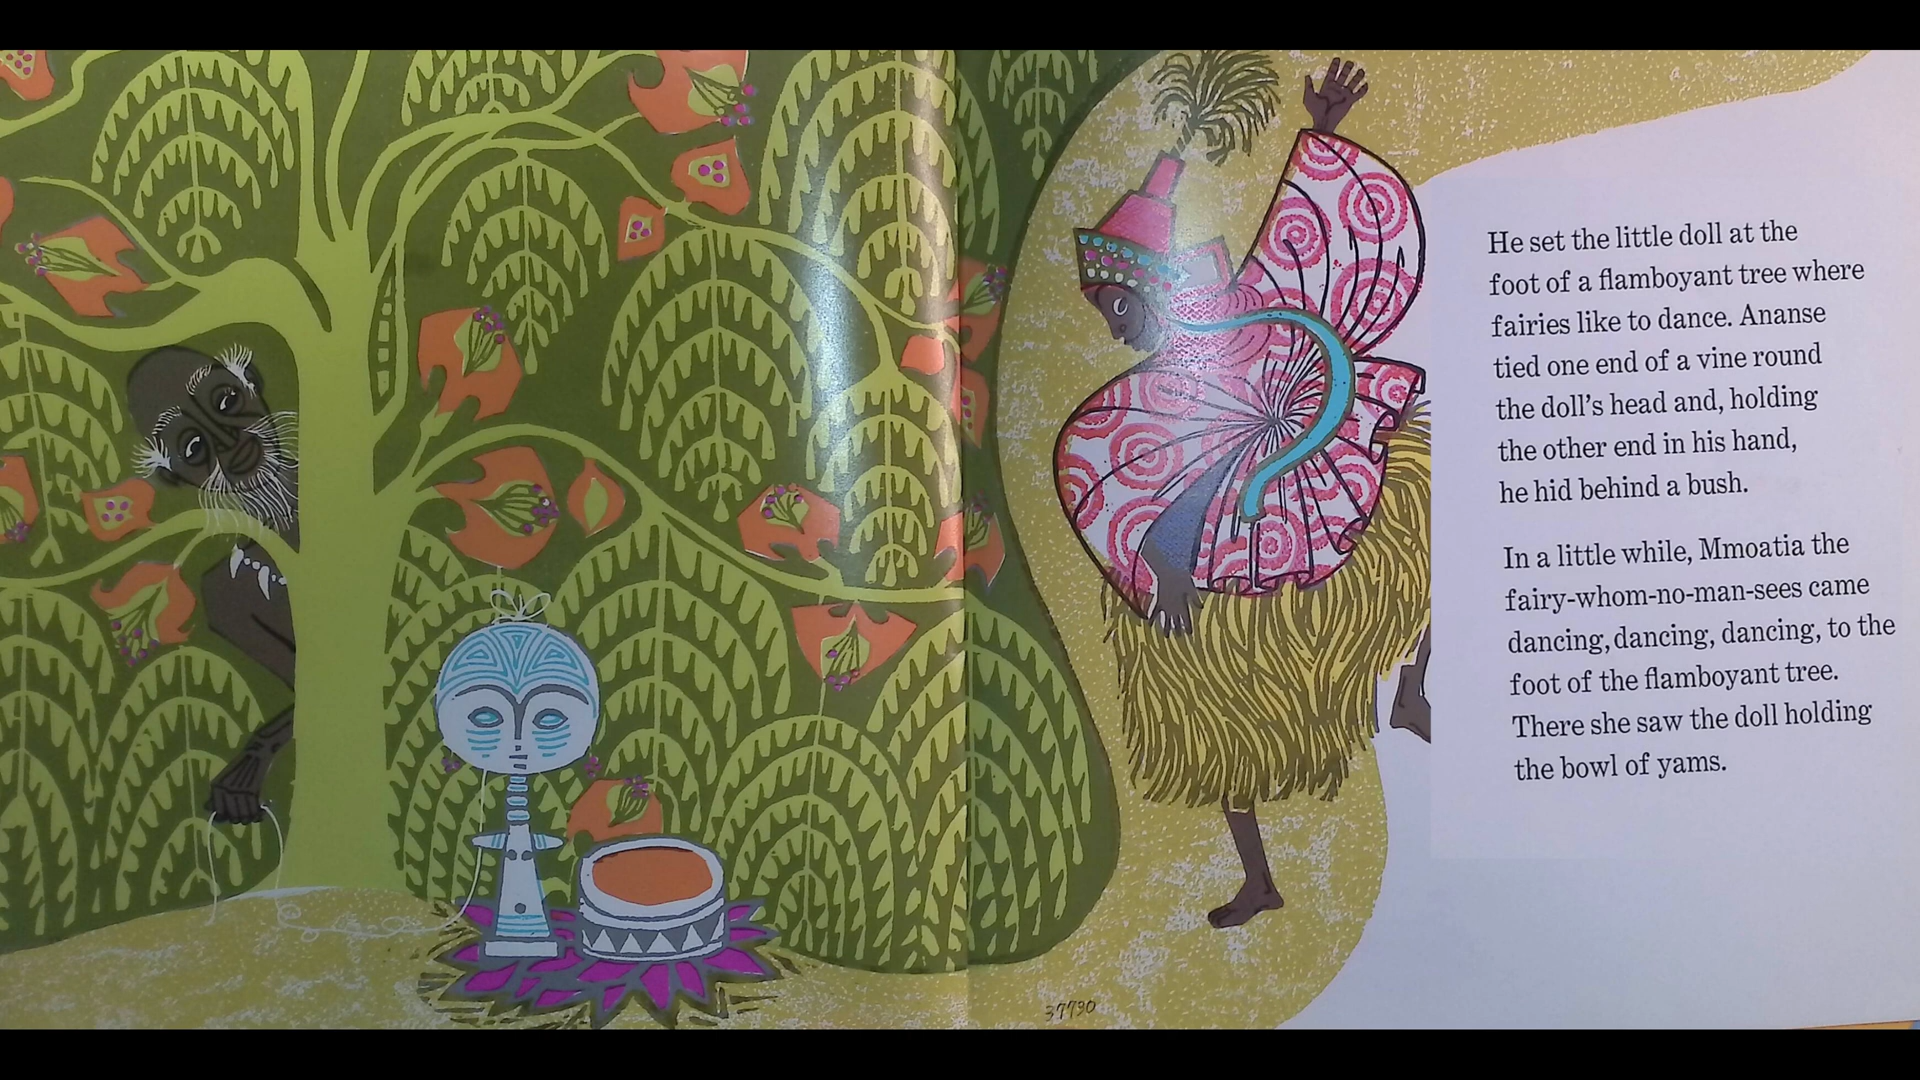 He set the little doll at the
foot of a flamboyant tree where
fairies like to dance. Ananse
tied one end of a vine round
the doll's head and, holding
the other end in his hand,
he hid behind a bush.
In a little while, Mmoatia the
fairy-whom-no-man-sees came
dancing, dancing, dancing, to the
foot of the flamboyant tree.
There she saw the doll holding
the bowl of yams.
37790